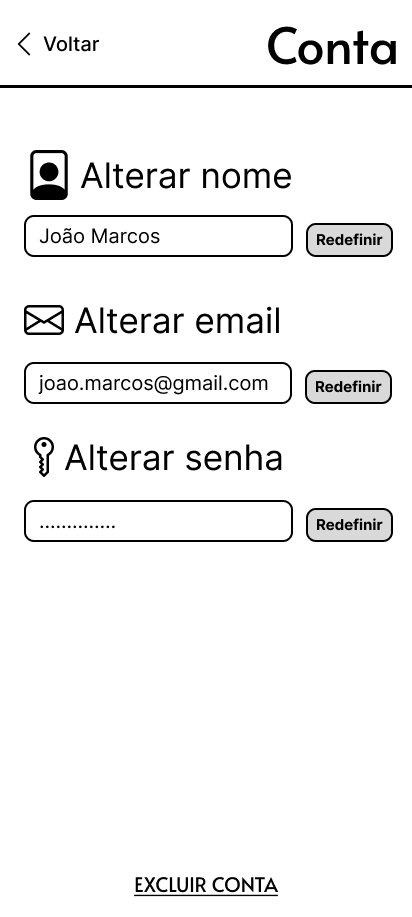 Voltar
Conta
Alterar nome
João Marcos
Redefinir
Alterar email
joao.marcos@gmail.com
Redefinir
Alterar senha
..............
Redefinir
EXCLUIR CONTA